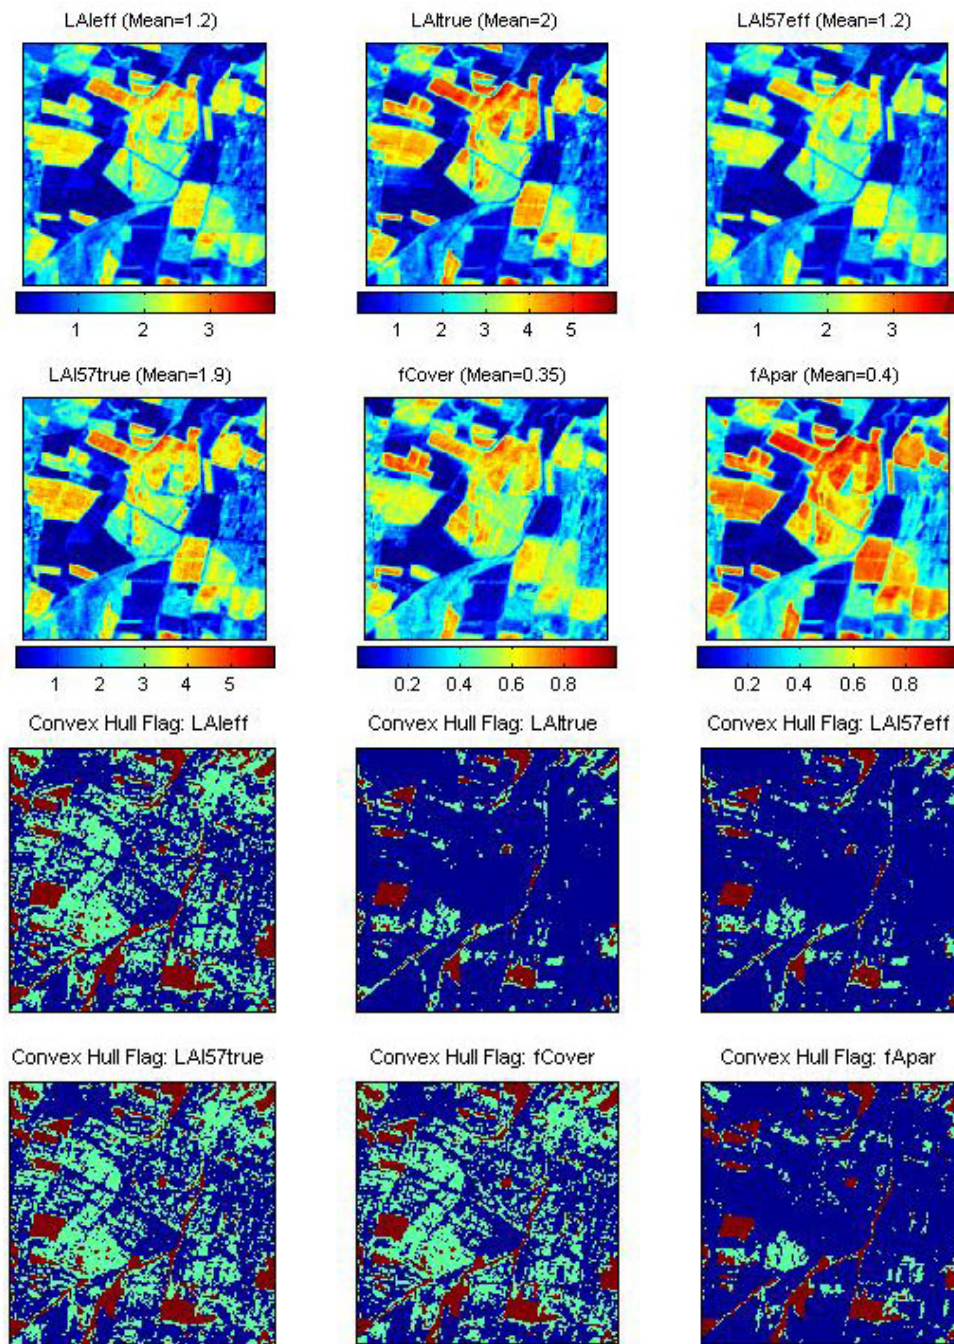 LAIeff (Mean=1.2)
LAItrue (Mean=2)
LAI57eff (Mean=1.2)
1 2 3
1 2 3 4 5
1 2 3
LAI57true (Mean=1.9)
fCover (Mean=0.35)
fApar (Mean=0.4)
1 2 3 4 5
0.2 0.4 0.6 0.8
0.2 0.4 0.6 0.8
Convex Hull Flag: LAIeff
Convex Hull Flag: LAItrue
Convex Hull Flag: LAI57eff
Convex Hull Flag: LAI57true
Convex Hull Flag: fCover
Convex Hull Flag: fApar